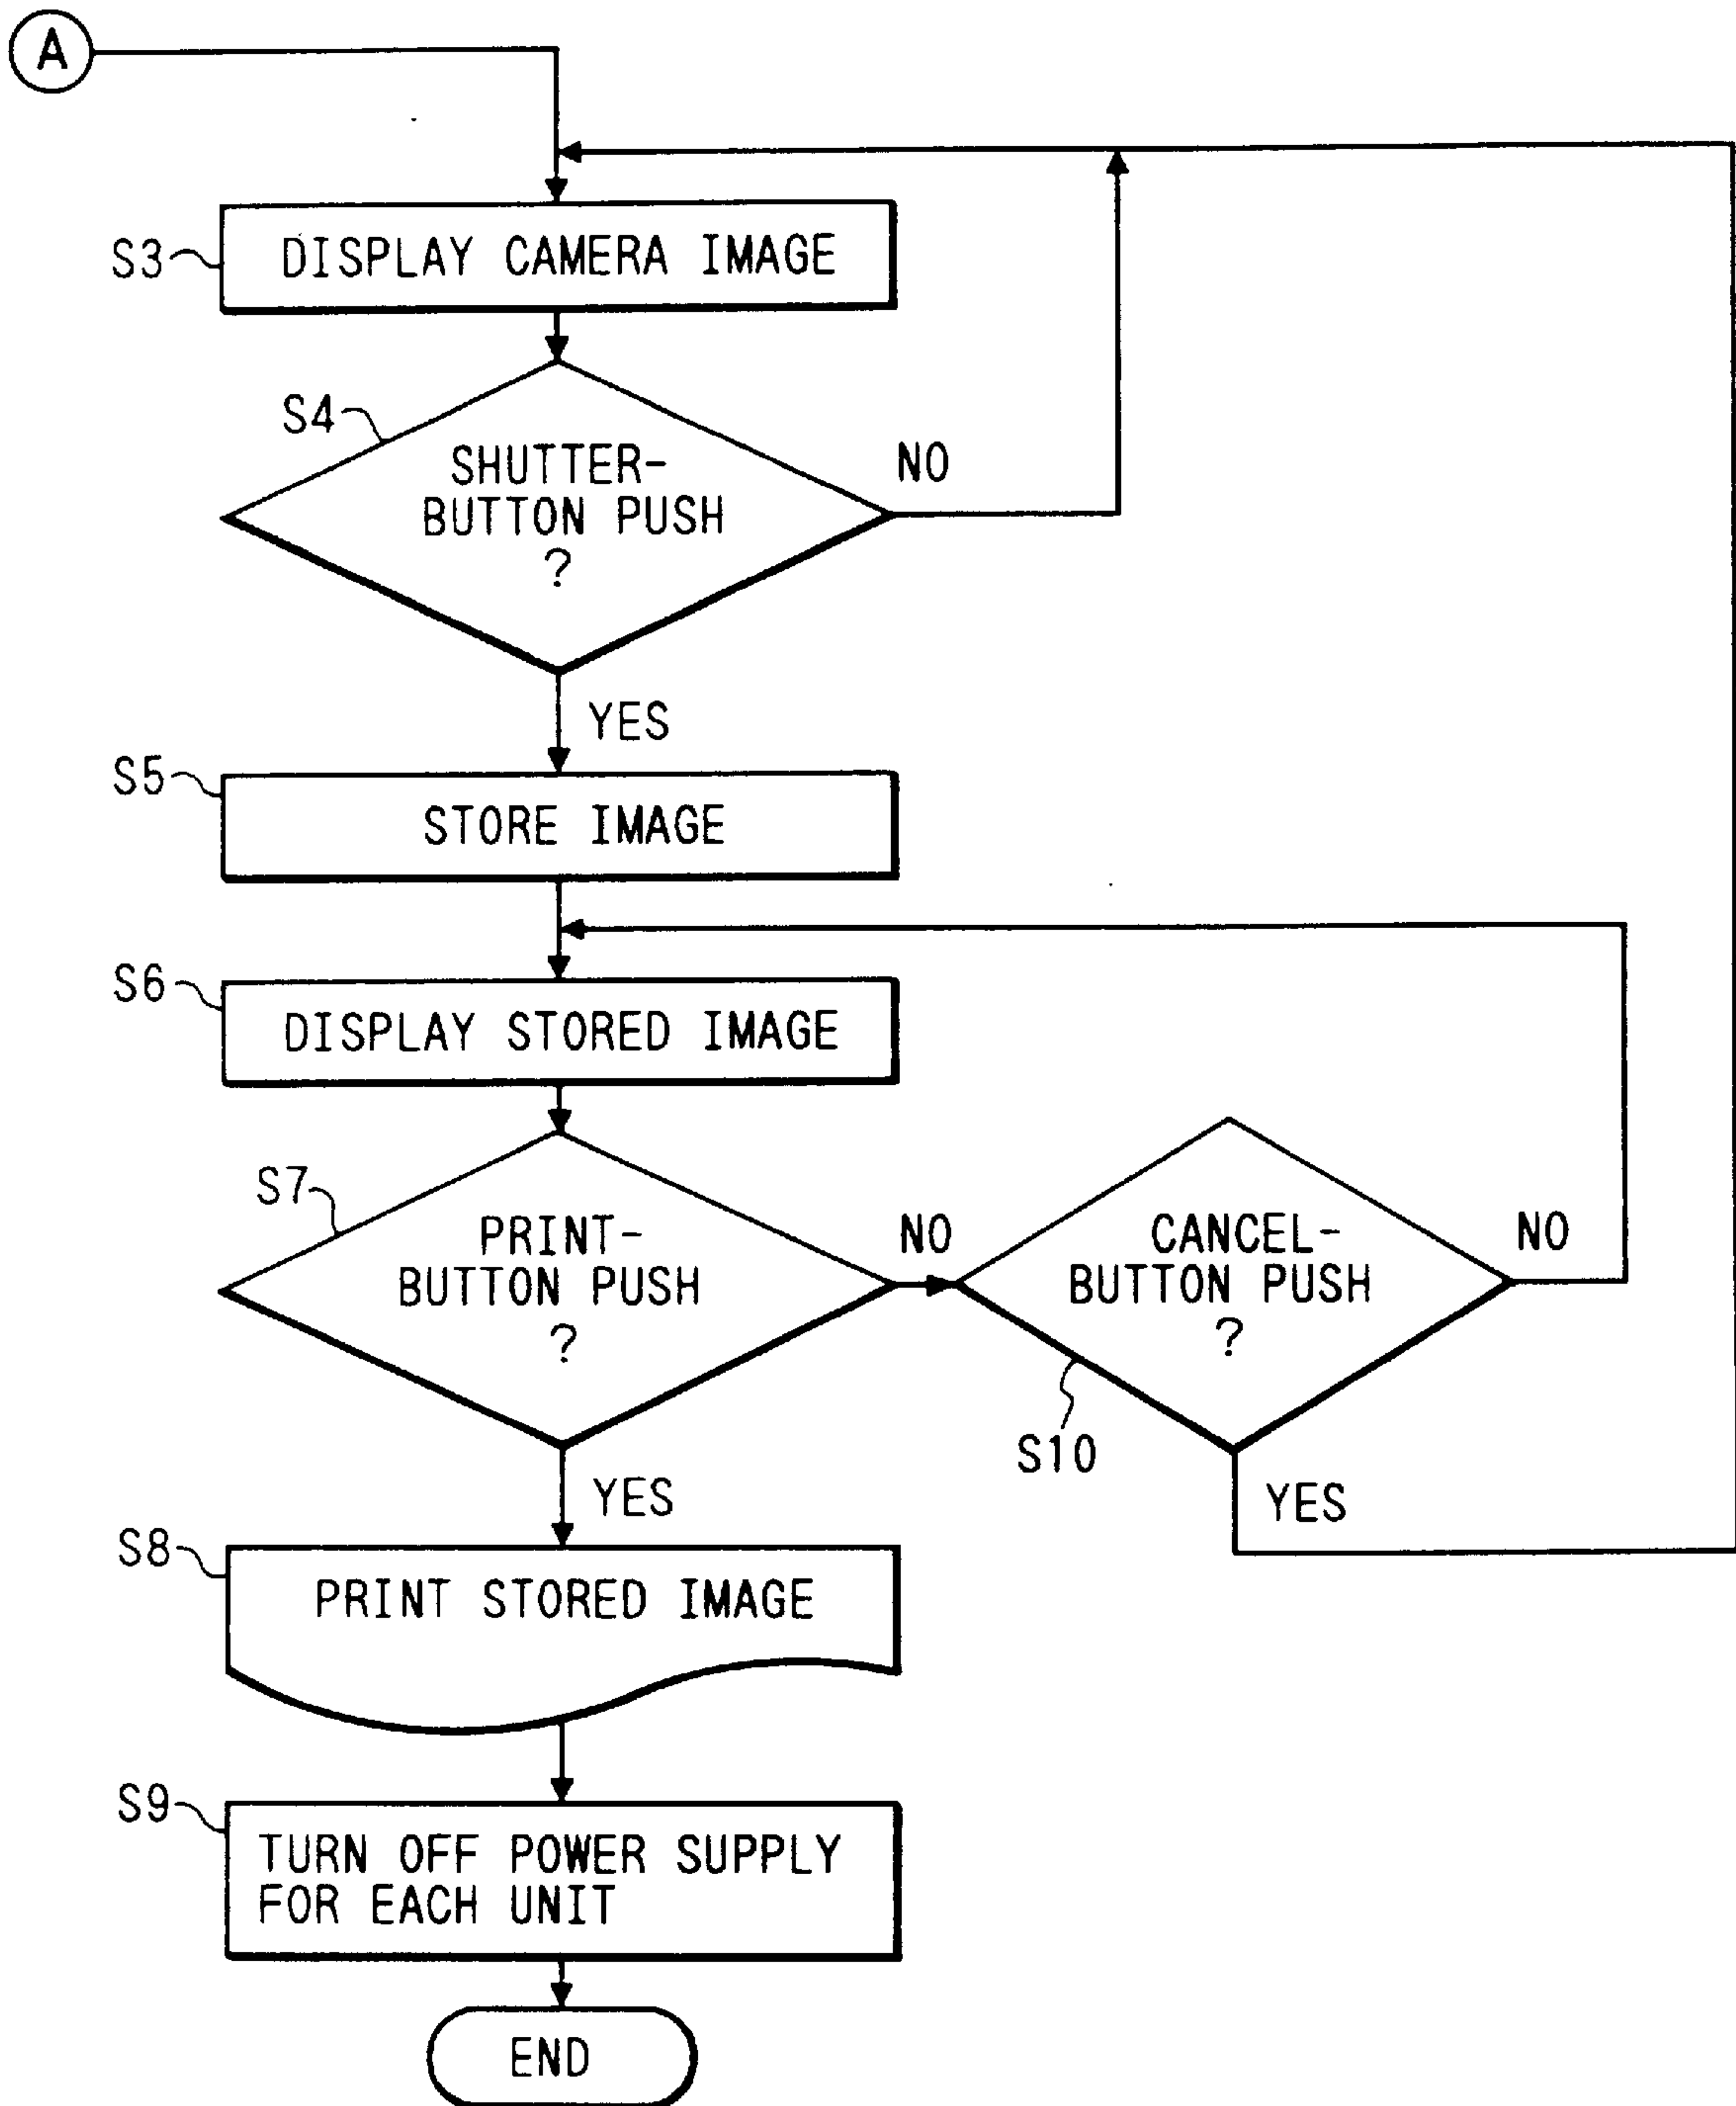 A
S3
DISPLAY CAMERA IMAGE
S4
SHUTTER-
BUTTON PUSH
?
NO
YES
S5
STORE IMAGE
S6
DISPLAY STORED IMAGE
S7
PRINT-
BUTTON PUSH
?
NO
CANCEL-
BUTTON PUSH
?
NO
S10
YES
YES
S8
PRINT STORED IMAGE
S9
TURN OFF POWER SUPPLY
FOR EACH UNIT
END